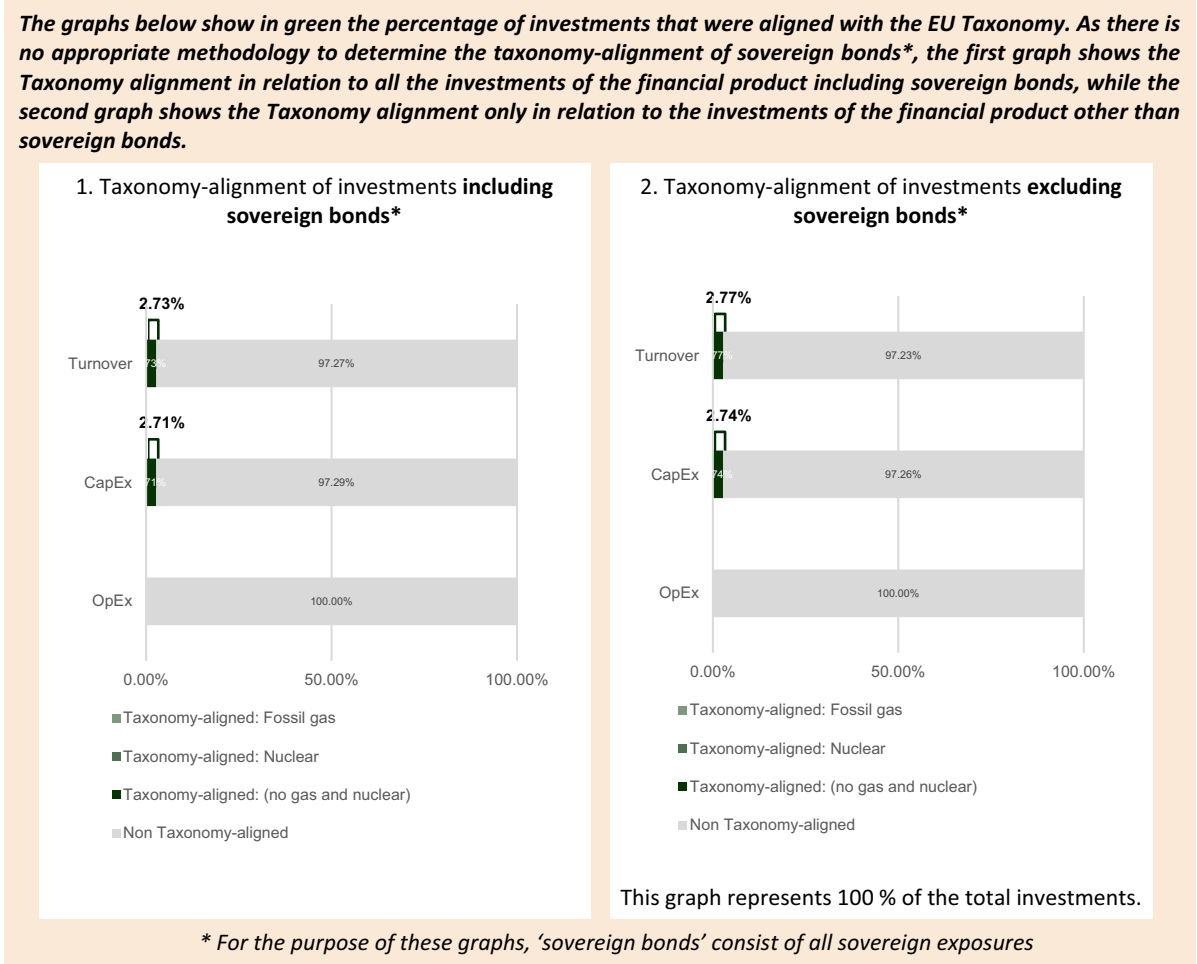 The graphs below show in green the percentage of investments that were aligned with the EU Taxonomy. As there is
no appropriate methodology to determine the taxonomy-alignment of sovereign bonds*, the first graph shows the
Taxonomy alignment in relation to all the investments of the financial product including sovereign bonds, while the
second graph shows the Taxonomy alignment only in relation to the investments of the financial product other than
sovereign bonds.
1. Taxonomy-alignment of investments including
sovereign bonds*
2.73%
Turnover
97.27%
2.71%
CapEx
97.29%
OpEx
100.00%
0.00% 50.00% 100.00%
Taxonomy-aligned: Fossil gas
Taxonomy-aligned: Nuclear
Taxonomy-aligned: (no gas and nuclear)
Non Taxonomy-aligned
2. Taxonomy-alignment of investments excluding
sovereign bonds*
2.77%
Turnover
97.23%
2.74%
CapEx
97.26%
OpEx
100.00%
0.00% 50.00% 100.00%
Taxonomy-aligned: Fossil gas
Taxonomy-aligned: Nuclear
Taxonomy-aligned: (no gas and nuclear)
Non Taxonomy-aligned
This graph represents 100 % of the total investments.
* For the purpose of these graphs, ‘sovereign bonds’ consist of all sovereign exposures